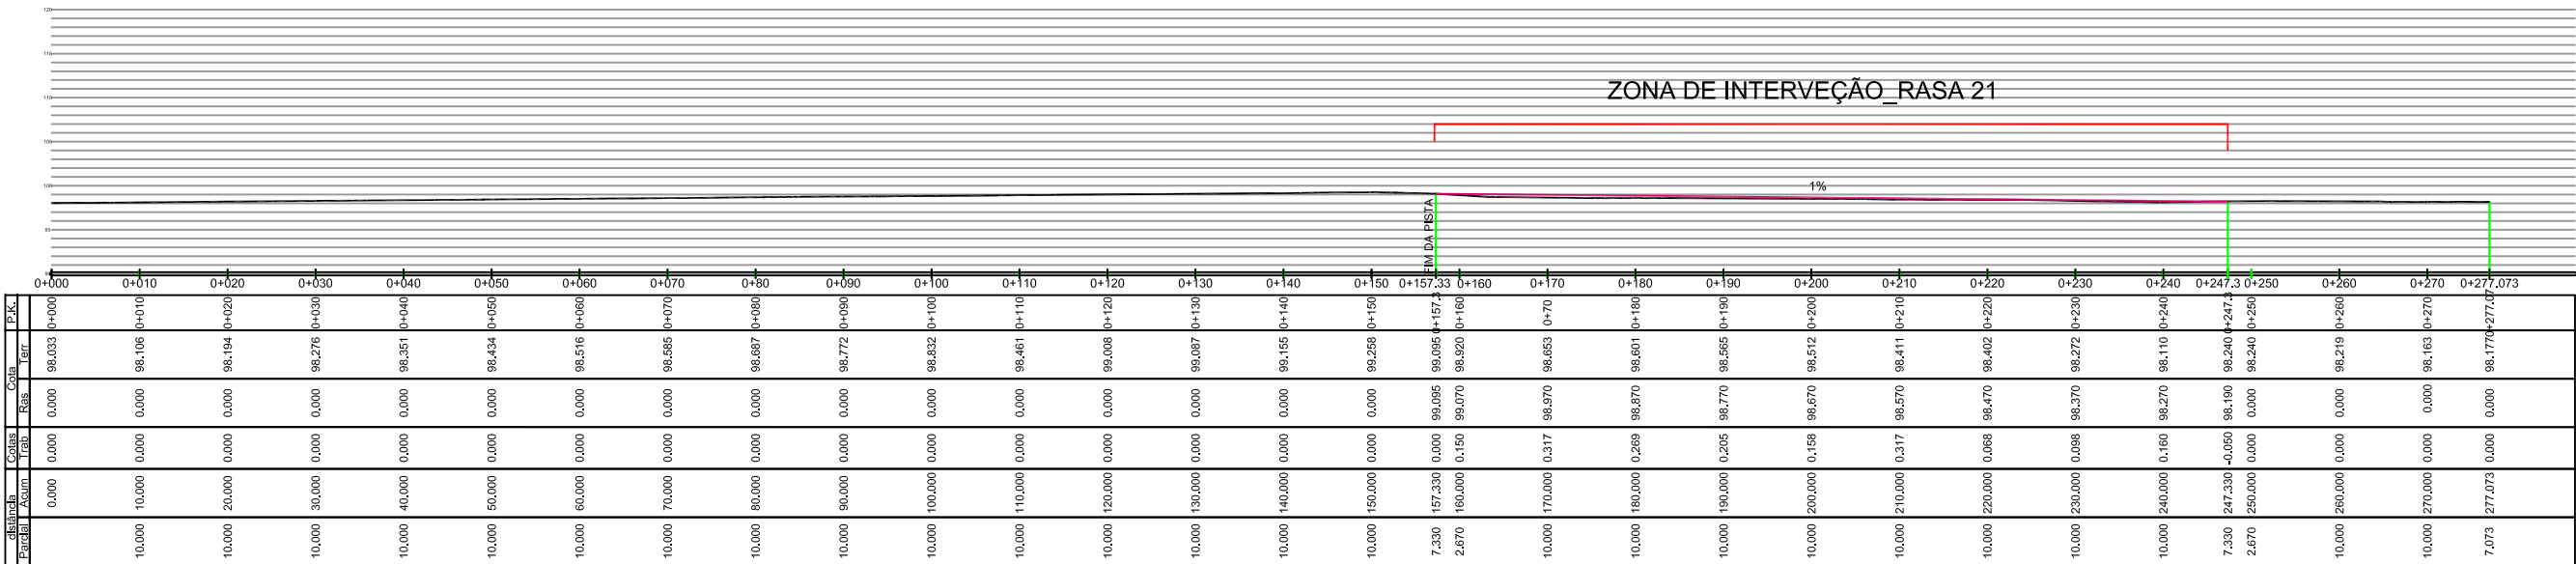 120
115
110
105
100
95
90
ZONA DE INTERVEÇÃO_RASA 21
1%
FIM DA PISTA
0+000 0+010 0+020 0+030 0+040 0+050 0+060 0+070 0+80 0+090 0+100 0+110 0+120 0+130 0+140 0+150 0+157.33 0+160 0+170 0+180 0+190 0+200 0+210 0+220 0+230 0+240 0+247.3 0+250 0+260 0+270 0+277.073
P.K. 0+000 0+010 0+020 0+030 0+040 0+050 0+060 0+070 0+080 0+090 0+100 0+110 0+120 0+130 0+140 0+150 0+157.3 0+160 0+70 0+180 0+190 0+200 0+210 0+220 0+230 0+240 0+247.3 0+250 0+260 0+270 0+277.07
Cota
Terr 98.033 98.106 98.194 98.276 98.351 98.434 98.516 98.585 98.687 98.772 98.832 98.461 99.008 99.087 99.155 99.258 99.095 98.920 98.653 98.601 98.565 98.512 98.411 98.402 98.272 98.110 98.240 98.240 98.219 98.163 98.1770
Ras 0.000 0.000 0.000 0.000 0.000 0.000 0.000 0.000 0.000 0.000 0.000 0.000 0.000 0.000 0.000 0.000 99.095 99.070 98.970 98.870 98.770 98.670 98.570 98.470 98.370 98.270 98.190 0.000 0.000 0.000 0.000
Cotas
Trab 0.000 0.000 0.000 0.000 0.000 0.000 0.000 0.000 0.000 0.000 0.000 0.000 0.000 0.000 0.000 0.000 0.000 0.150 0.317 0.269 0.205 0.158 0.317 0.068 0.098 0.160 -0.050 0.000 0.000 0.000 0.000
distância
Acum 0.000 10.000 20.000 30.000 40.000 50.000 60.000 70.000 80.000 90.000 100.000 110.000 120.000 130.000 140.000 150.000 157.330 160.000 170.000 180.000 190.000 200.000 210.000 220.000 230.000 240.000 247.330 250.000 260.000 270.000 277.073
Parcial 10.000 10.000 10.000 10.000 10.000 10.000 10.000 10.000 10.000 10.000 10.000 10.000 10.000 10.000 10.000 7.330 2.670 10.000 10.000 10.000 10.000 10.000 10.000 10.000 10.000 7.330 2.670 10.000 10.000 7.073